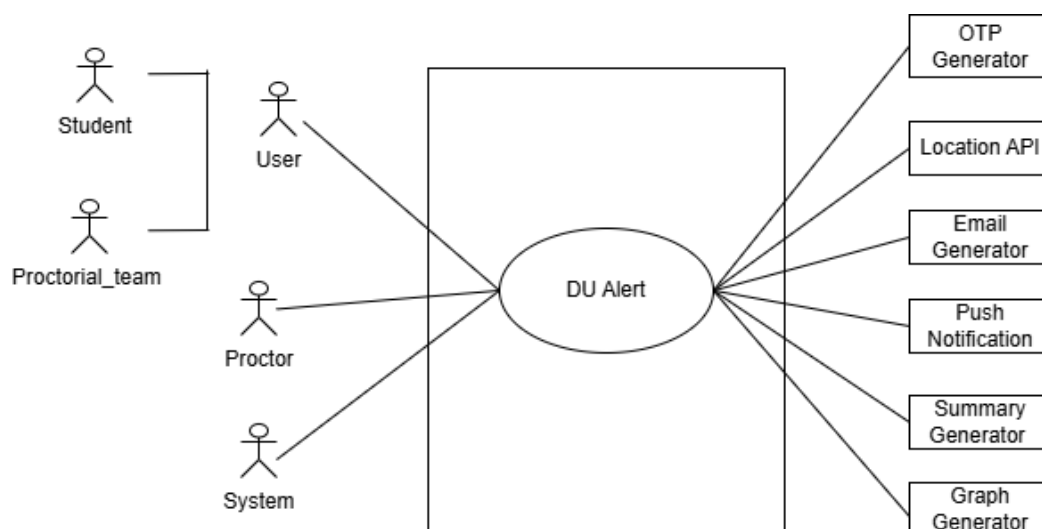 Student
Proctorial_team
User
Proctor
System
DU Alert
OTP
Generator
Location API
Email
Generator
Push
Notification
Summary
Generator
Graph
Generator